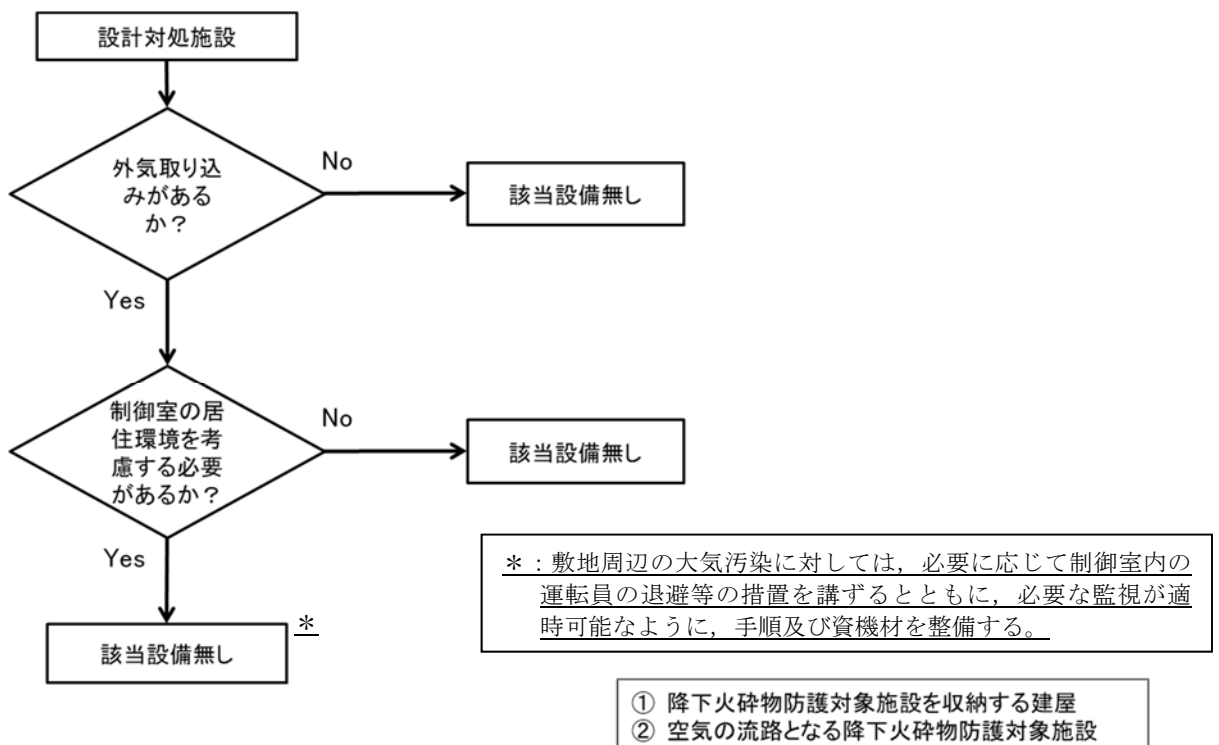 設計対処施設
外気取り込
みがある
か?
No
該当設備無し
Yes
制御室の居
住環境を考
慮する必要
があるか?
No
該当設備無し
Yes
該当設備無し
*
*:敷地周辺の大気汚染に対しては,必要に応じて制御室内の
運転員の退避等の措置を講ずるとともに,必要な監視が適
時可能なように,手順及び資機材を整備する。
① 降下火砕物防護対象施設を収納する建屋
② 空気の流路となる降下火砕物防護対象施設